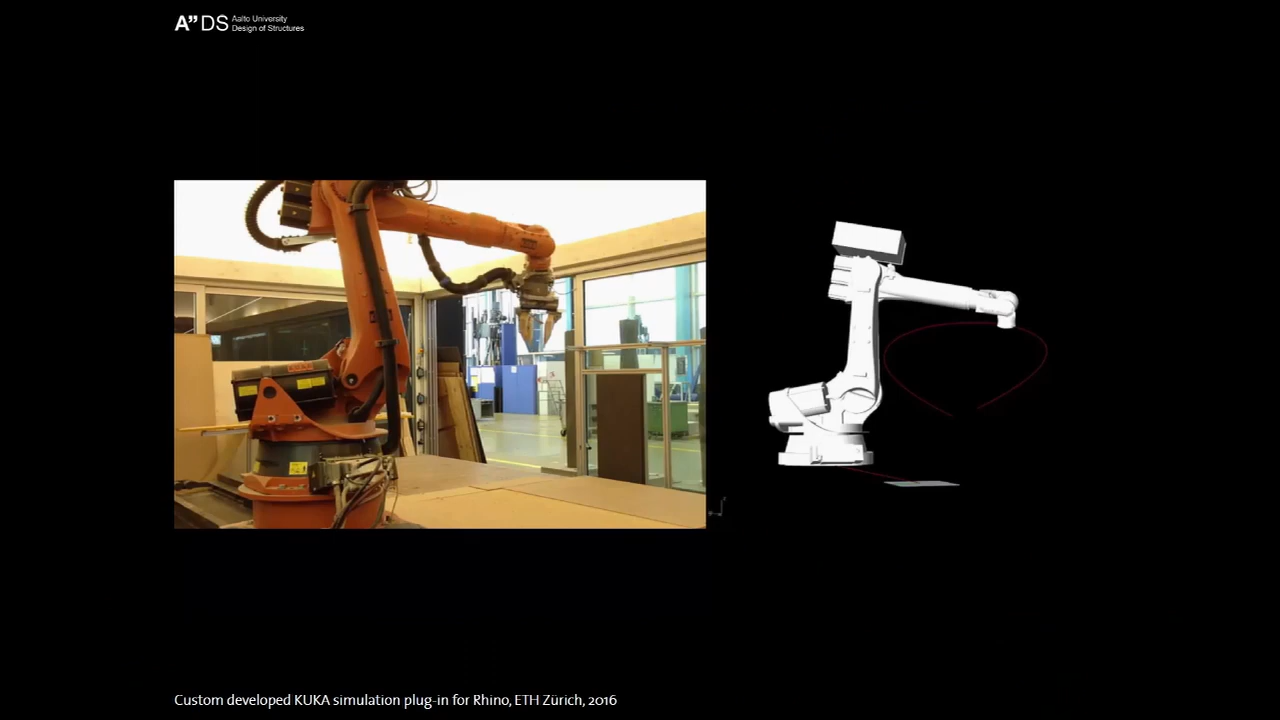 A” DS Aalto University
Design of Structures
Custom developed KUKA simulation plug-in for Rhino, ETH Zürich, 2016